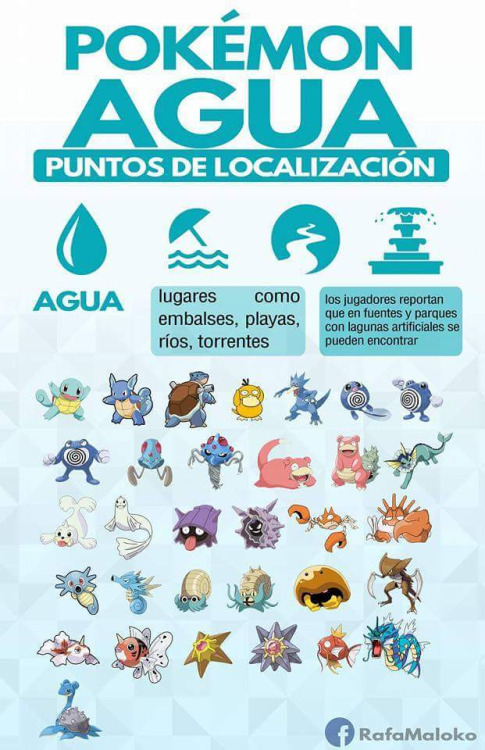 POKÉMON
AGUA
PUNTOS DE LOCALIZACIÓN
AGUA
lugares como
embalses, playas,
ríos, torrentes
los jugadores reportan
que en fuentes y parques
con lagunas artificiales se
pueden encontrar
f RafaMaloko